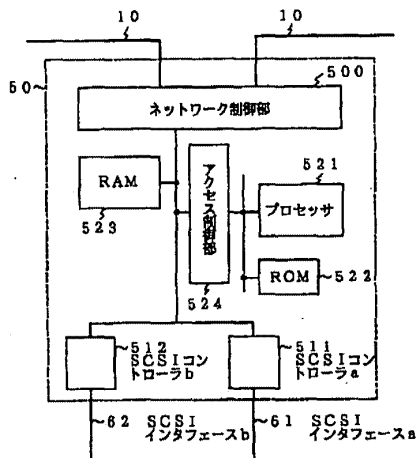 10
10
50
500
ネットワーク制御部
RAM
523
アクセス制御部
524
521
プロセッサ
ROM
522
512
SCSIコン
トローラb
511
SCSIコン
トローラa
62 SCSI
インタフェースb
61 SCSI
インタフェースa